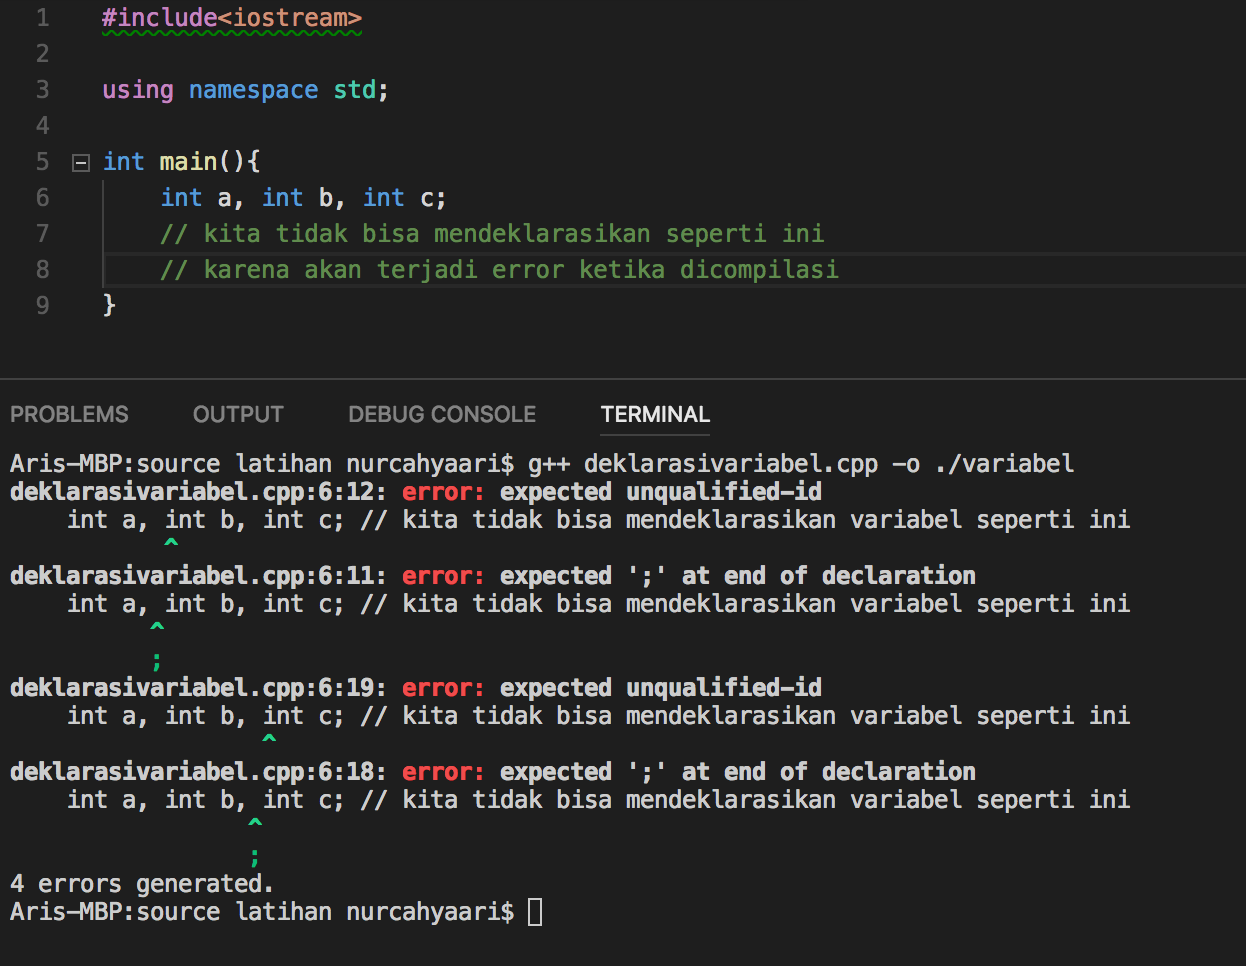 1 #include<iostream>
2
3 using namespace std;
4
5 int main(){
6     int a, int b, int c;
7     // kita tidak bisa mendeklarasikan seperti ini
8     // karena akan terjadi error ketika dicompilasi
9 }
PROBLEMS OUTPUT DEBUG CONSOLE TERMINAL
Aris-MBP:source latihan nurcahyaari$ g++ deklarasivariabel.cpp -o ./variabel
deklarasivariabel.cpp:6:12: error: expected unqualified-id
    int a, int b, int c; // kita tidak bisa mendeklarasikan variabel seperti ini
           ^
deklarasivariabel.cpp:6:11: error: expected ';' at end of declaration
    int a, int b, int c; // kita tidak bisa mendeklarasikan variabel seperti ini
          ^
          ;
deklarasivariabel.cpp:6:19: error: expected unqualified-id
    int a, int b, int c; // kita tidak bisa mendeklarasikan variabel seperti ini
                  ^
deklarasivariabel.cpp:6:18: error: expected ';' at end of declaration
    int a, int b, int c; // kita tidak bisa mendeklarasikan variabel seperti ini
                 ^
                 ;
4 errors generated.
Aris-MBP:source latihan nurcahyaari$